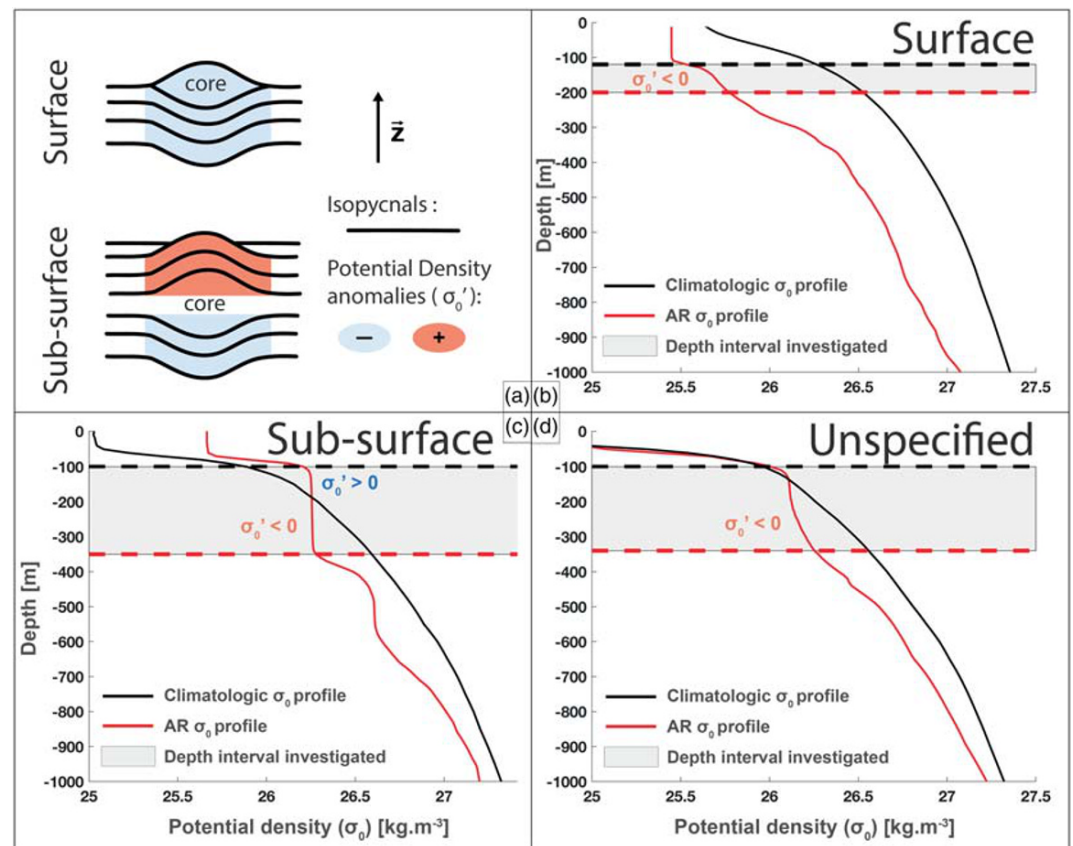 Surface
core
z
Sub-surface
core
Isopycnals :
Potential Density
anomalies ( σ₀'):
−
+
(a)
Surface
0
-100
-200
-300
-400
-500
-600
-700
-800
-900
-1000
Depth [m]
σ₀' < 0
Climatologic σ₀ profile
AR σ₀ profile
Depth interval investigated
25
25.5
26
26.5
27
27.5
(b)
(c)
Sub-surface
0
-100
-200
-300
-400
-500
-600
-700
-800
-900
-1000
Depth [m]
σ₀' > 0
σ₀' < 0
Climatologic σ₀ profile
AR σ₀ profile
Depth interval investigated
25
25.5
26
26.5
27
Potential density (σ₀) [kg.m⁻³]
(d)
Unspecified
0
-100
-200
-300
-400
-500
-600
-700
-800
-900
-1000
σ₀' < 0
Climatologic σ₀ profile
AR σ₀ profile
Depth interval investigated
25
25.5
26
26.5
27
27.5
Potential density (σ₀) [kg.m⁻³]